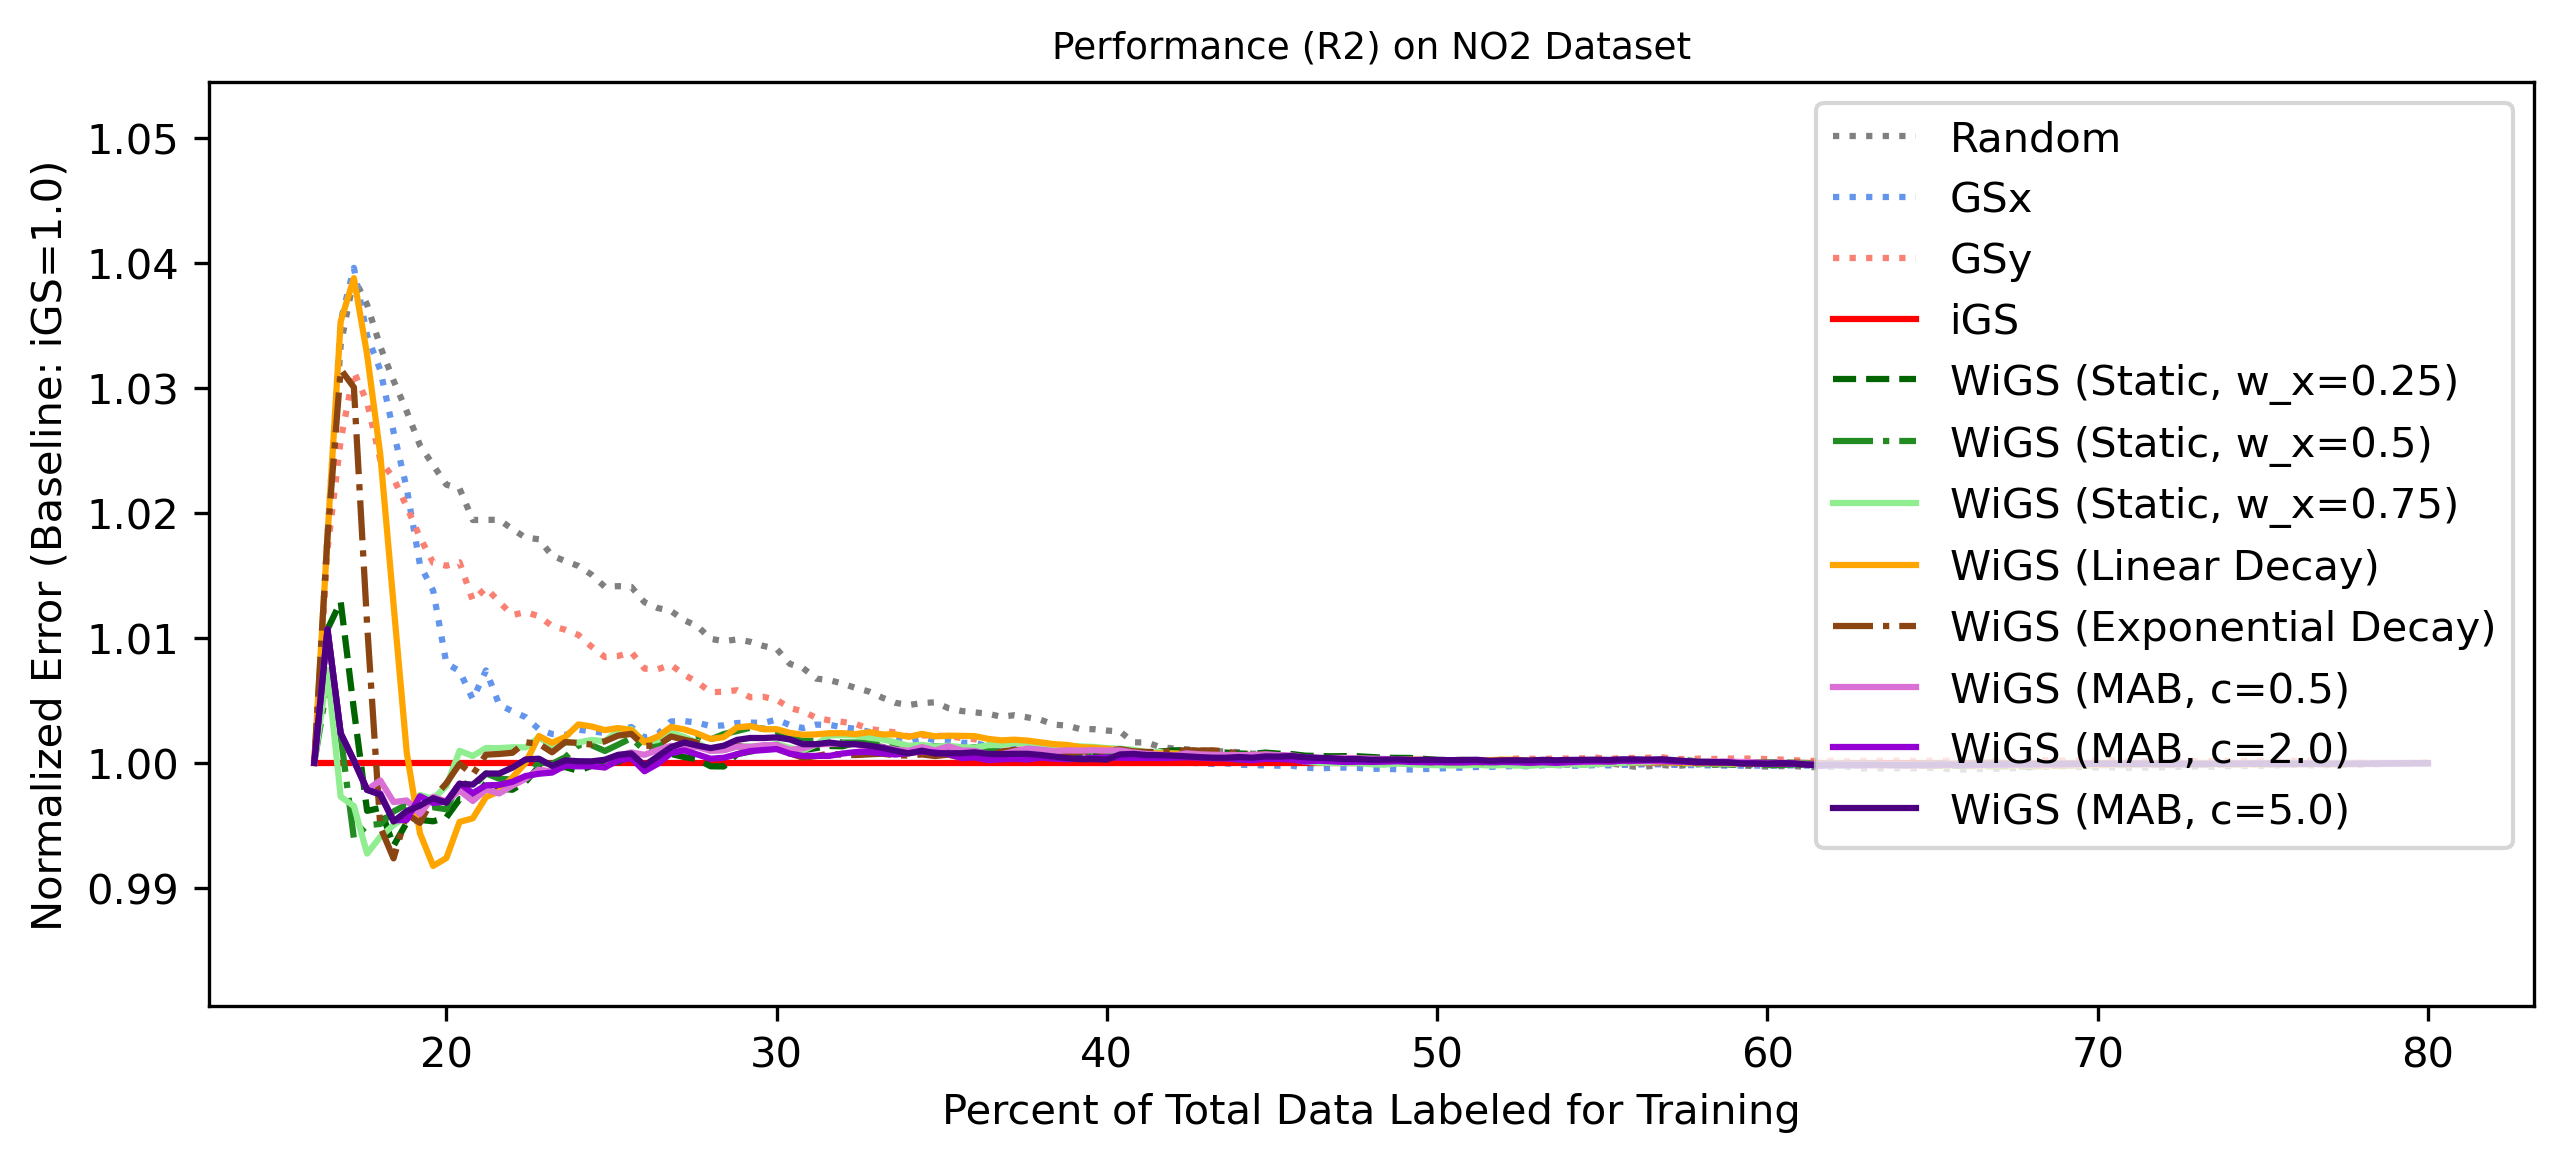 Performance (R2) on NO2 Dataset
Normalized Error (Baseline: iGS=1.0)
1.05
1.04
1.03
1.02
1.01
1.00
0.99
Random
GSx
GSy
iGS
WiGS (Static, w_x=0.25)
WiGS (Static, w_x=0.5)
WiGS (Static, w_x=0.75)
WiGS (Linear Decay)
WiGS (Exponential Decay)
WiGS (MAB, c=0.5)
WiGS (MAB, c=2.0)
WiGS (MAB, c=5.0)
20 30 40 50 60 70 80
Percent of Total Data Labeled for Training